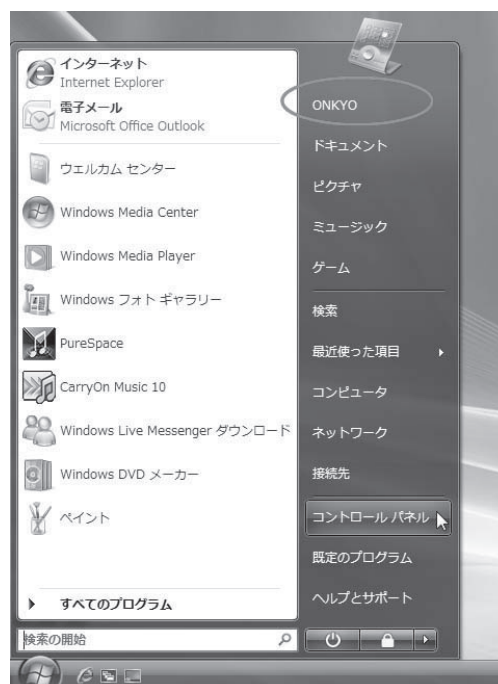 インターネット
Internet Explorer
電子メール
Microsoft Office Outlook
ウェルカム センター
Windows Media Center
Windows Media Player
Windows フォト ギャラリー
PureSpace
CarryOn Music 10
Windows Live Messenger ダウンロード
Windows DVD メーカー
ペイント
すべてのプログラム
検索の開始
ONKYO
ドキュメント
ピクチャ
ミュージック
ゲーム
検索
最近使った項目
コンピュータ
ネットワーク
接続先
コントロール パネル
既定のプログラム
ヘルプとサポート